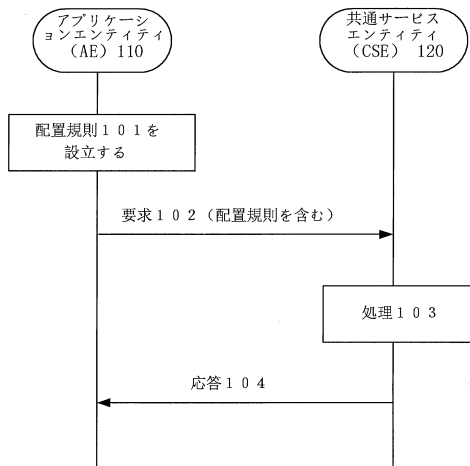 アプリケーシ
ョンエンティティ
(AE) 110
共通サービス
エンティティ
(CSE) 120
配置規則１０１を
設立する
要求１０２（配置規則を含む）
処理１０３
応答１０４